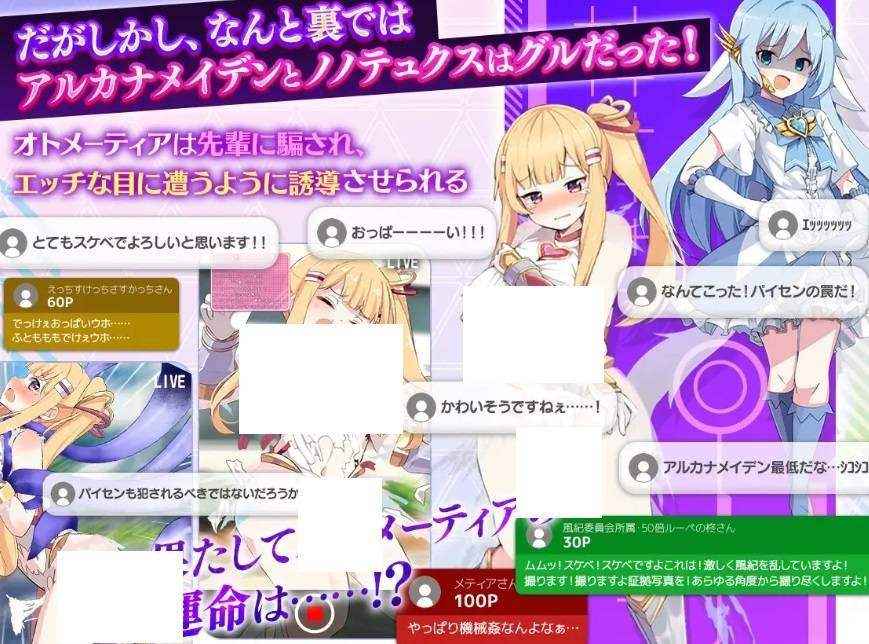 だがしかし、なんと裏では
アルカナメイデンとノノテュクスはグルだった!
オトメーティアは先輩に騙され、
エッチな目に遭うように誘導させられる
とてもスケベでよろしいと思います!!
おっぱーーーーい!!!
LIVE
ｴｯｯｯｯｯｯ
なんてこった!パイセンの罠だ!
えっちすけっちさすかっちさん
60P
でっけぇおっぱいウホ……
ふとももでけぇウホ……
LIVE
かわいそうですねぇ……!
アルカナメイデン最低だな…ｼｺｼｺ
パイセンも犯されるべきではないだろうか
果たして
メーティアの
運命は……!?
風紀委員会所属・50倍ルーペの柊さん
30P
ムムッ!スケベ!スケベですよこれは!激しく風紀を乱していますよ!
撮ります!撮りますよ証拠写真を!あらゆる角度から撮り尽くしますよ!
メティアさん
100P
やっぱり機械姦なんよなぁ…